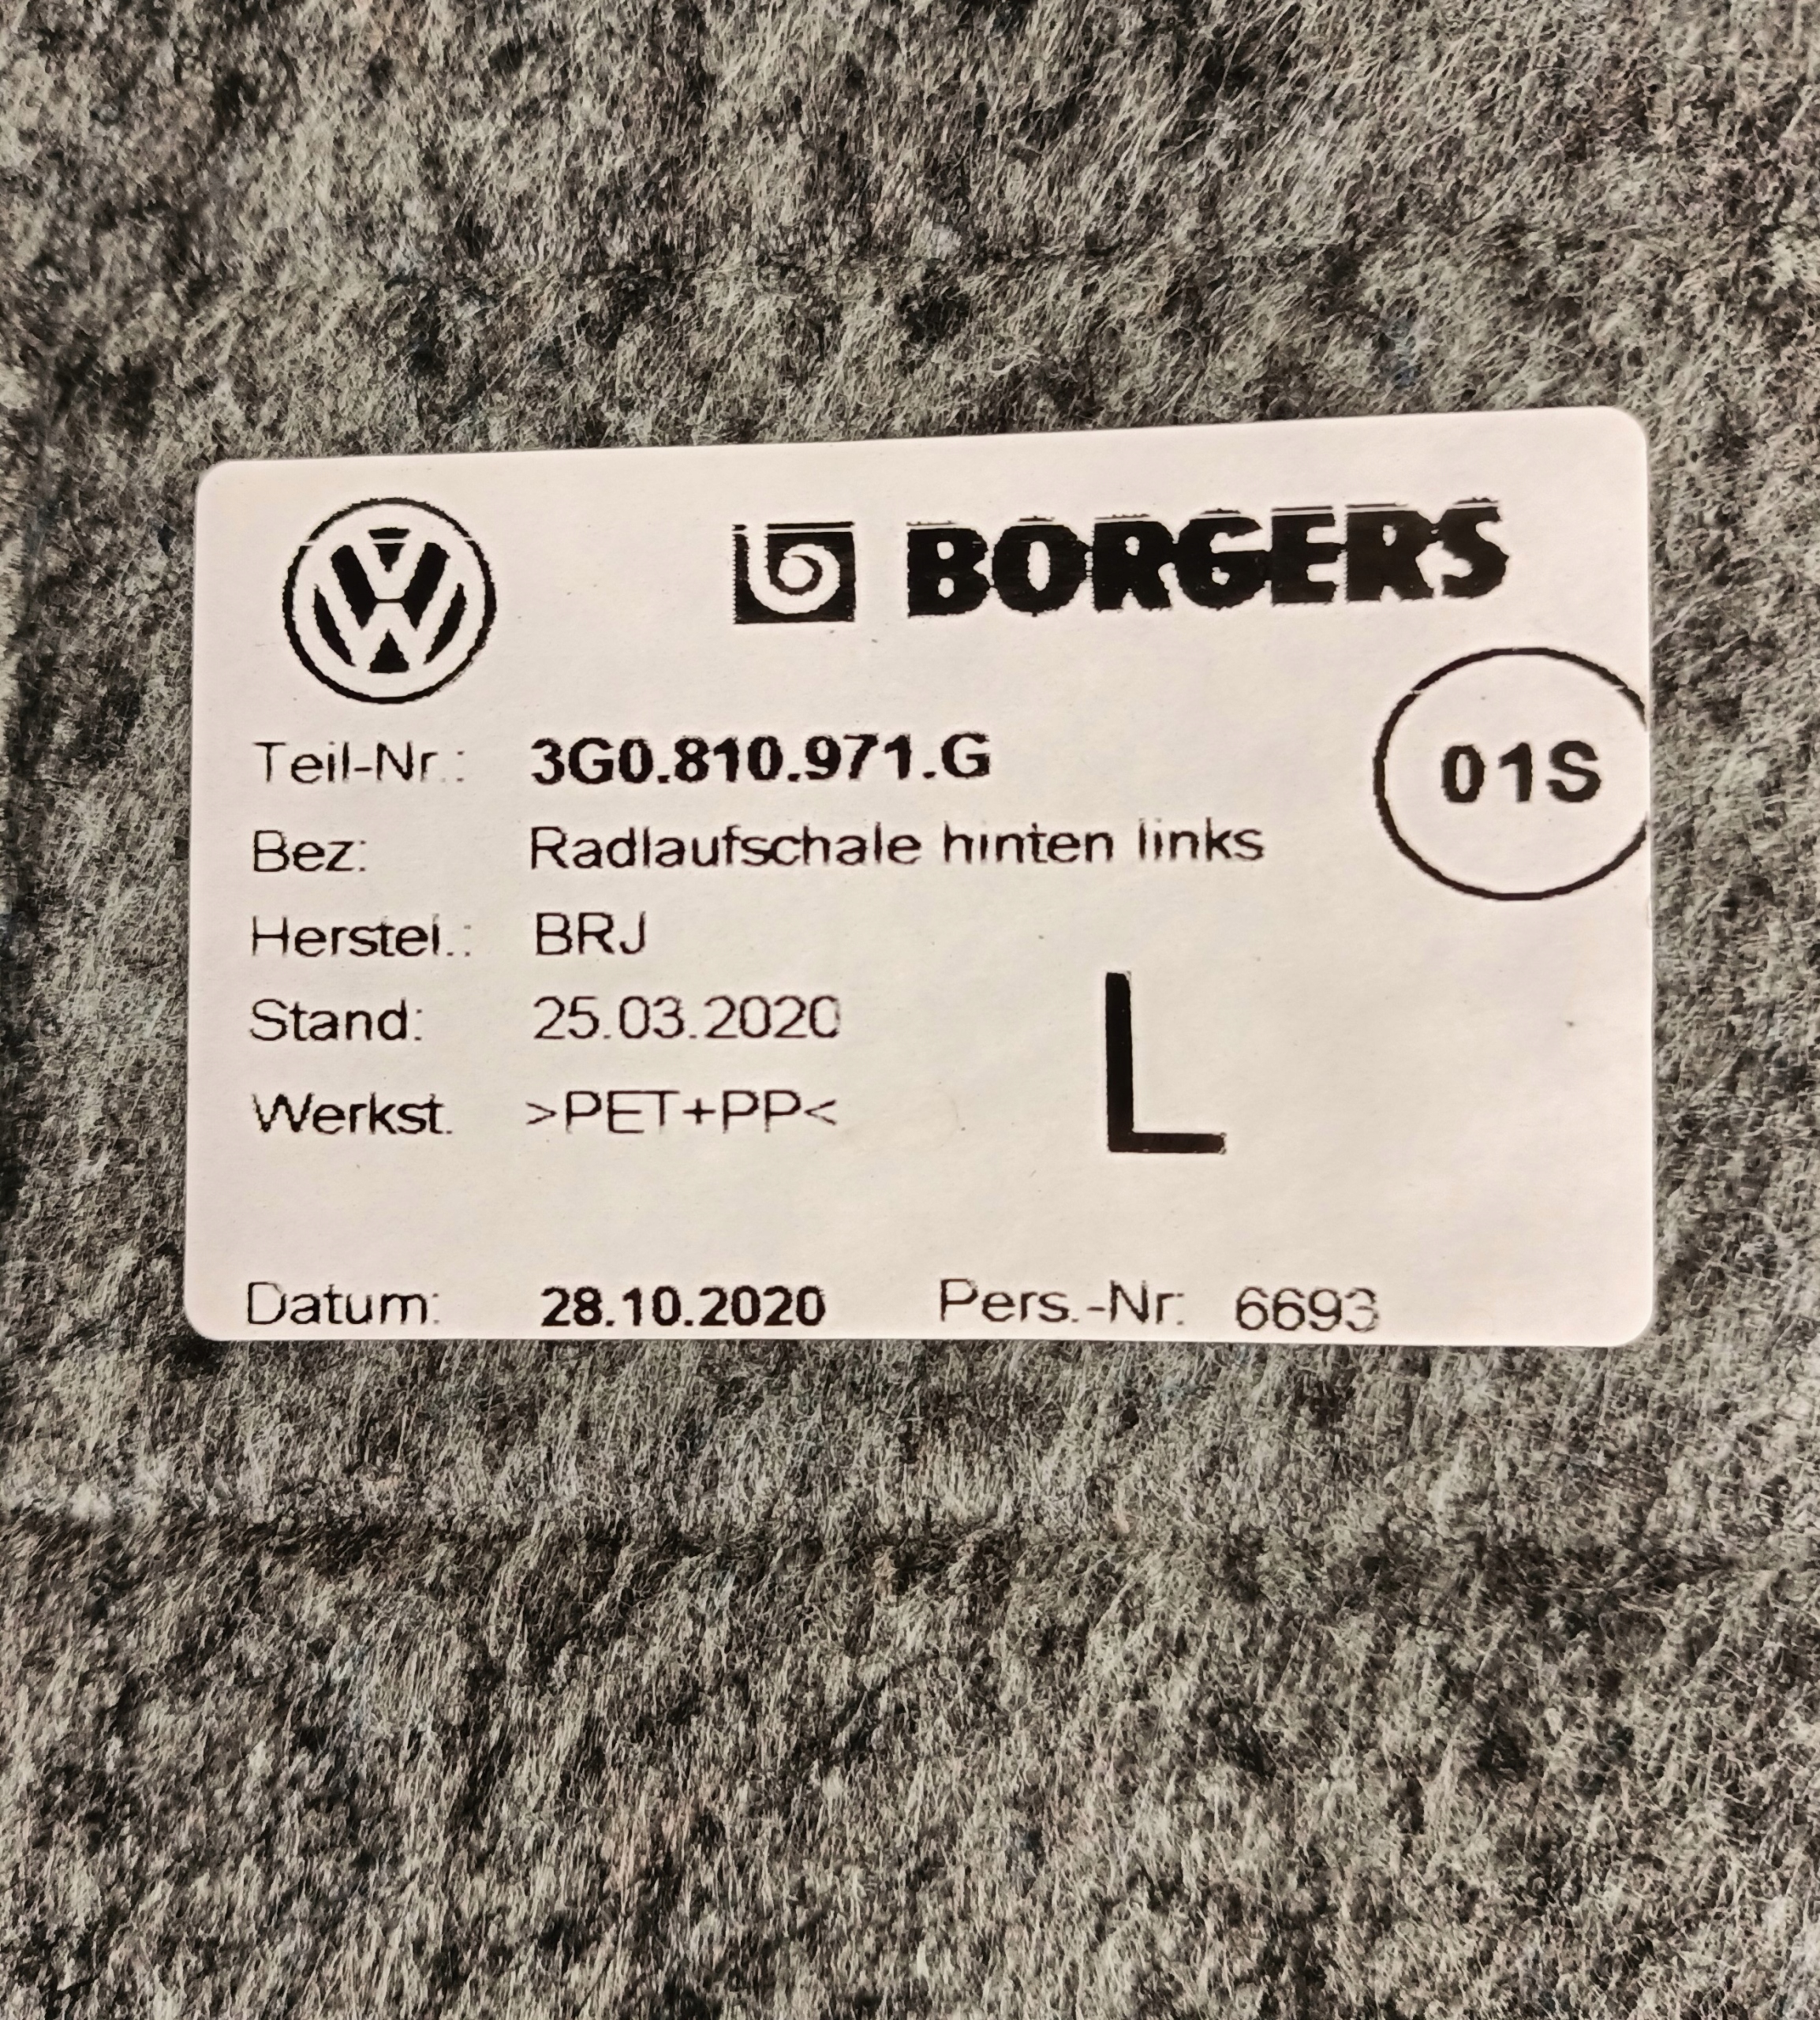 VW
BORGERS
Teil-Nr.: 3G0.810.971.G
01S
Bez: Radlaufschale hinten links
Herstel.: BRJ
Stand: 25.03.2020
L
Werkst. >PET+PP<
Datum: 28.10.2020 Pers.-Nr: 6693